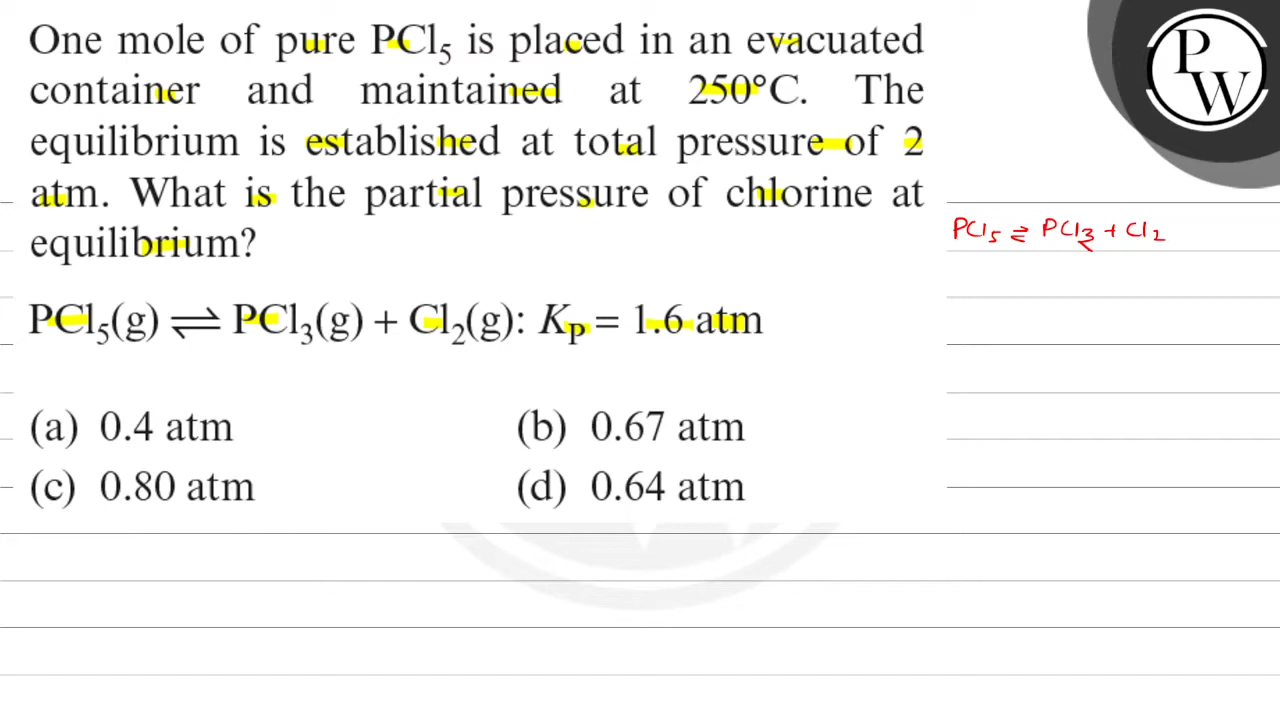 One mole of pure PCl₅ is placed in an evacuated
container and maintained at 250°C. The
equilibrium is established at total pressure of 2
atm. What is the partial pressure of chlorine at
equilibrium?
PCl₅(g) ⇌ PCl₃(g) + Cl₂(g): K_P = 1.6 atm
(a) 0.4 atm (b) 0.67 atm
(c) 0.80 atm (d) 0.64 atm
PW
PCl₅ ⇌ PCl₃ + Cl₂